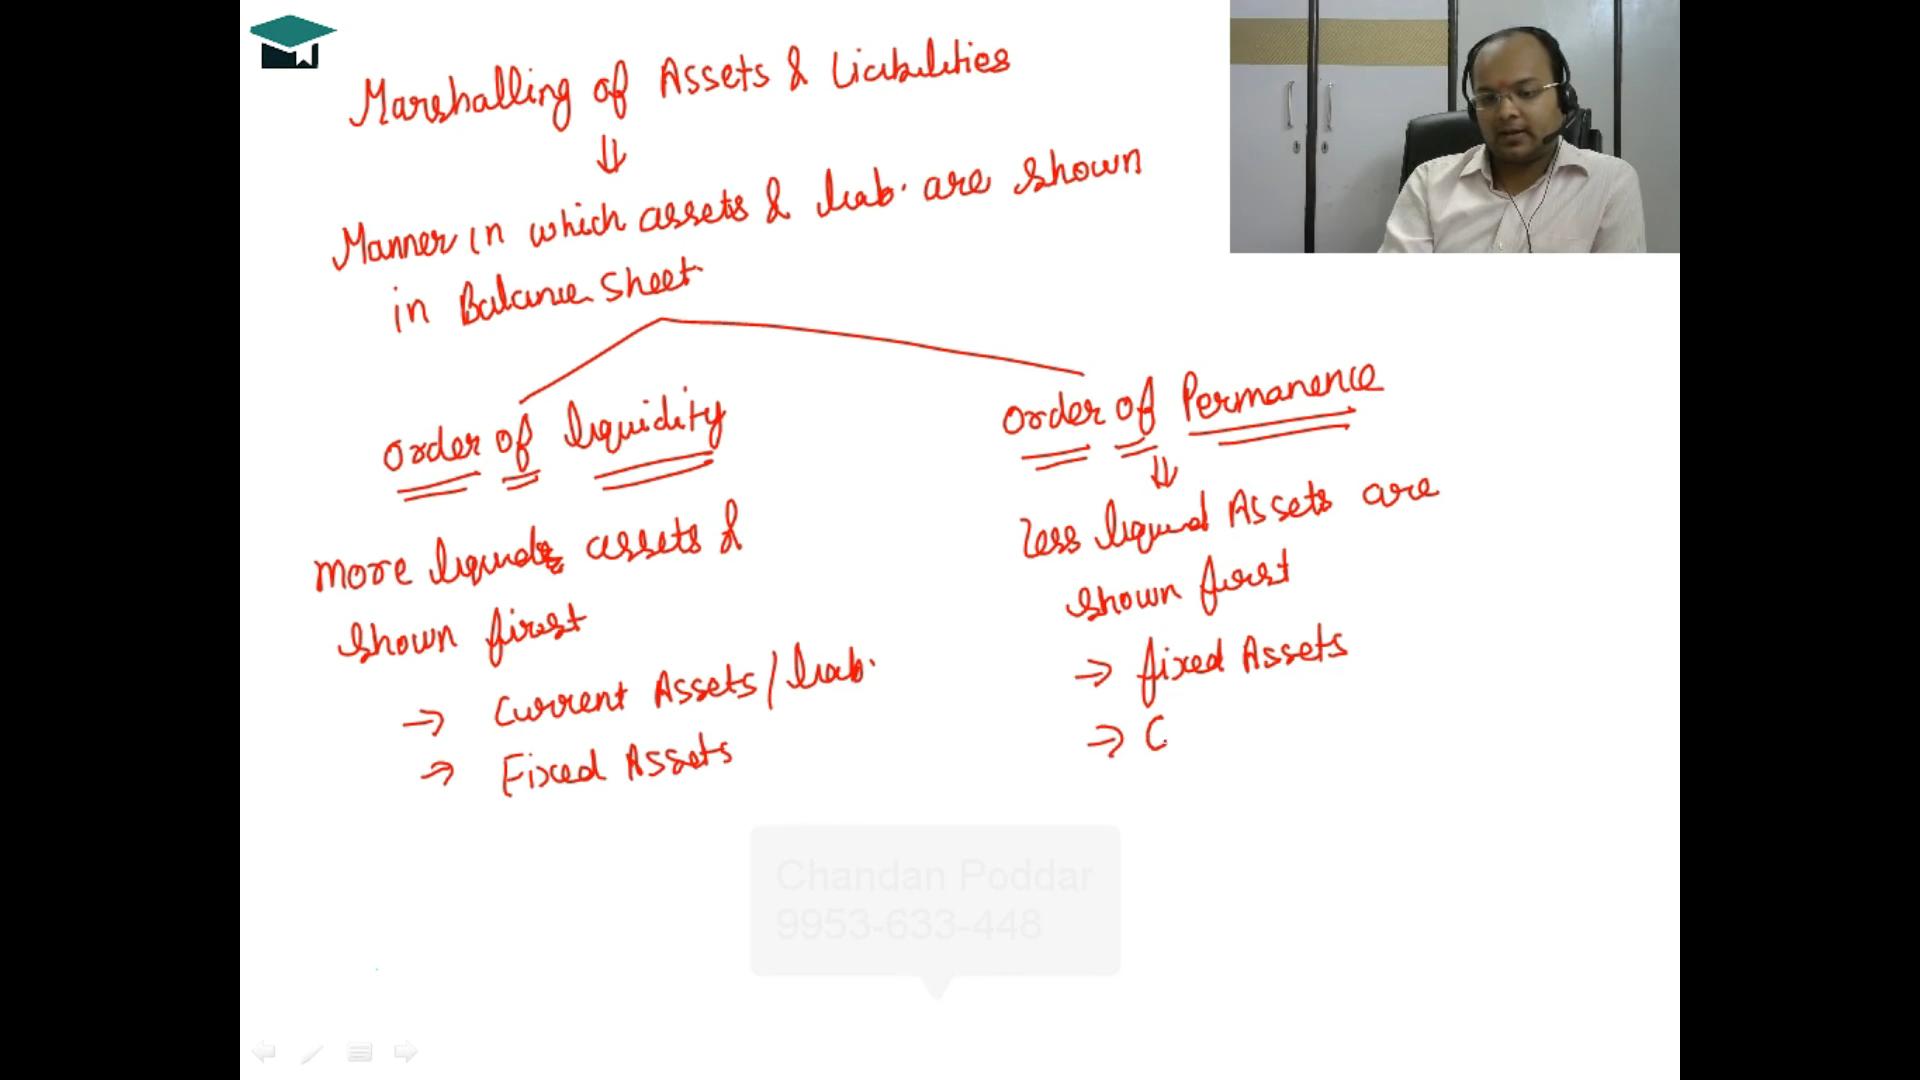 Marshalling of Assets & Liabilities
⇓
Manner in which assets & liab. are shown
in Balance Sheet
Order of liquidity
More liquid assets &
shown first
→ Current Assets / liab.
→ Fixed Assets
Order of Permanence
⇓
less liquid Assets are
shown first
→ fixed Assets
→ C
Chandan Poddar
9953-633-448